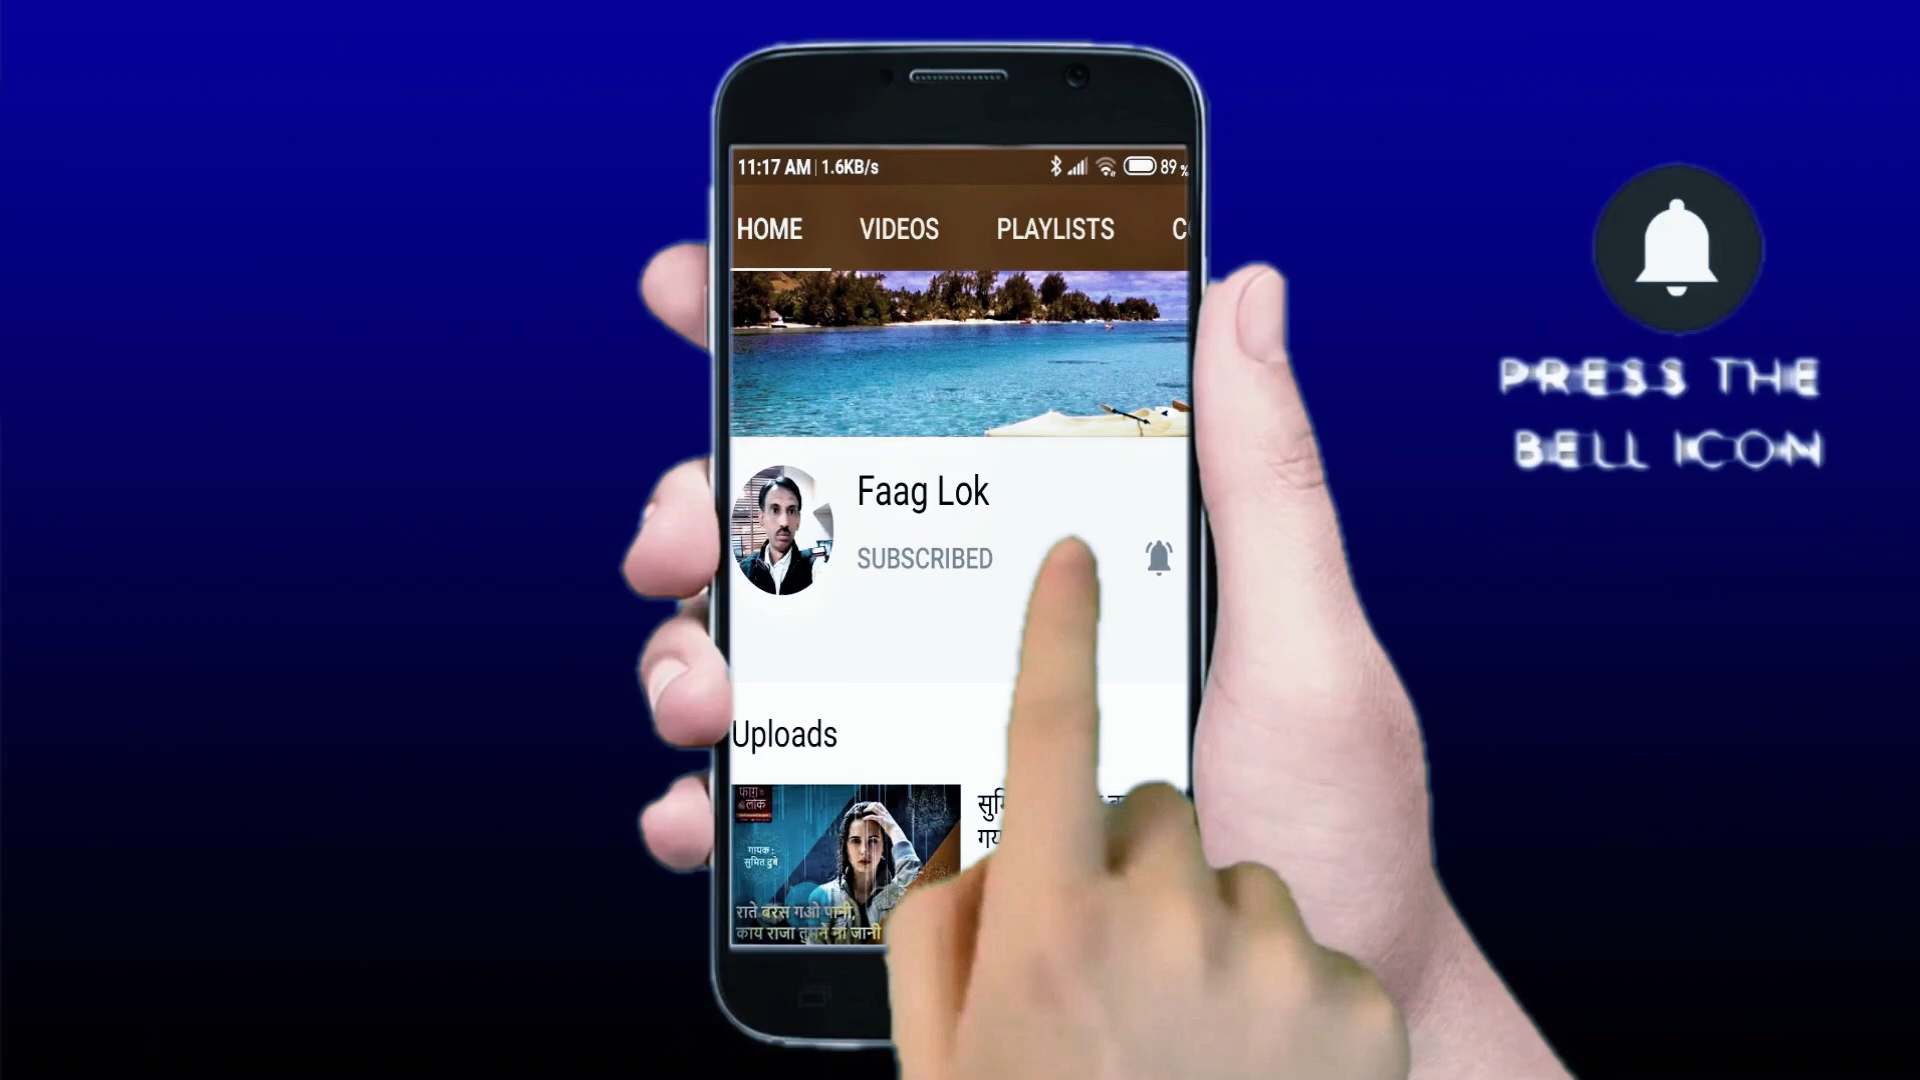 11:17 AM | 1.6KB/s
89 %
HOME VIDEOS PLAYLISTS
PRESS THE
BELL ICON
Faag Lok
SUBSCRIBED
Uploads
फाग
लोक
गायक :
सुमित दुबे
राते बरस गओ पानी,
काय राजा तुमने ना जानी